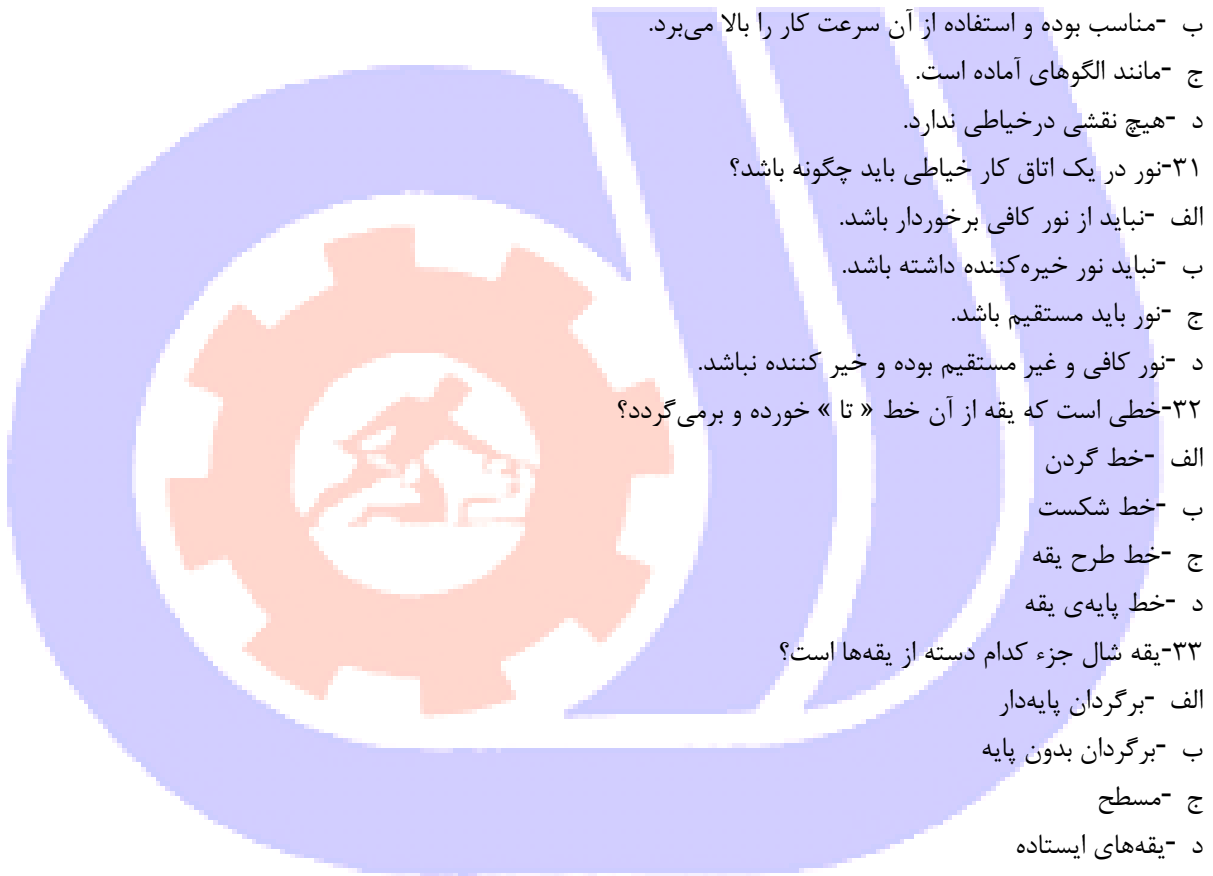 ب -مناسب بوده و استفاده از آن سرعت کار را بالا می‌برد.
ج -مانند الگوهای آماده است.
د -هیچ نقشی درخیاطی ندارد.
۳۱-نور در یک اتاق کار خیاطی باید چگونه باشد؟
الف -نباید از نور کافی برخوردار باشد.
ب -نباید نور خیره‌کننده داشته باشد.
ج -نور باید مستقیم باشد.
د -نور کافی و غیر مستقیم بوده و خیر کننده نباشد.
۳۲-خطی است که یقه از آن خط « تا » خورده و برمی‌گردد؟
الف -خط گردن
ب -خط شکست
ج -خط طرح یقه
د -خط پایه‌ی یقه
۳۳-یقه شال جزء کدام دسته از یقه‌ها است؟
الف -برگردان پایه‌دار
ب -برگردان بدون پایه
ج -مسطح
د -یقه‌های ایستاده